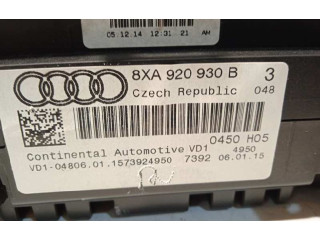 05.12.14 12:01 21 AH
8XA 920 930 B 3
Czech Republic 048
0450 H05
Continental Automotive VD1 4950
VD1-04806.01.1573924950 7392 06.01.15